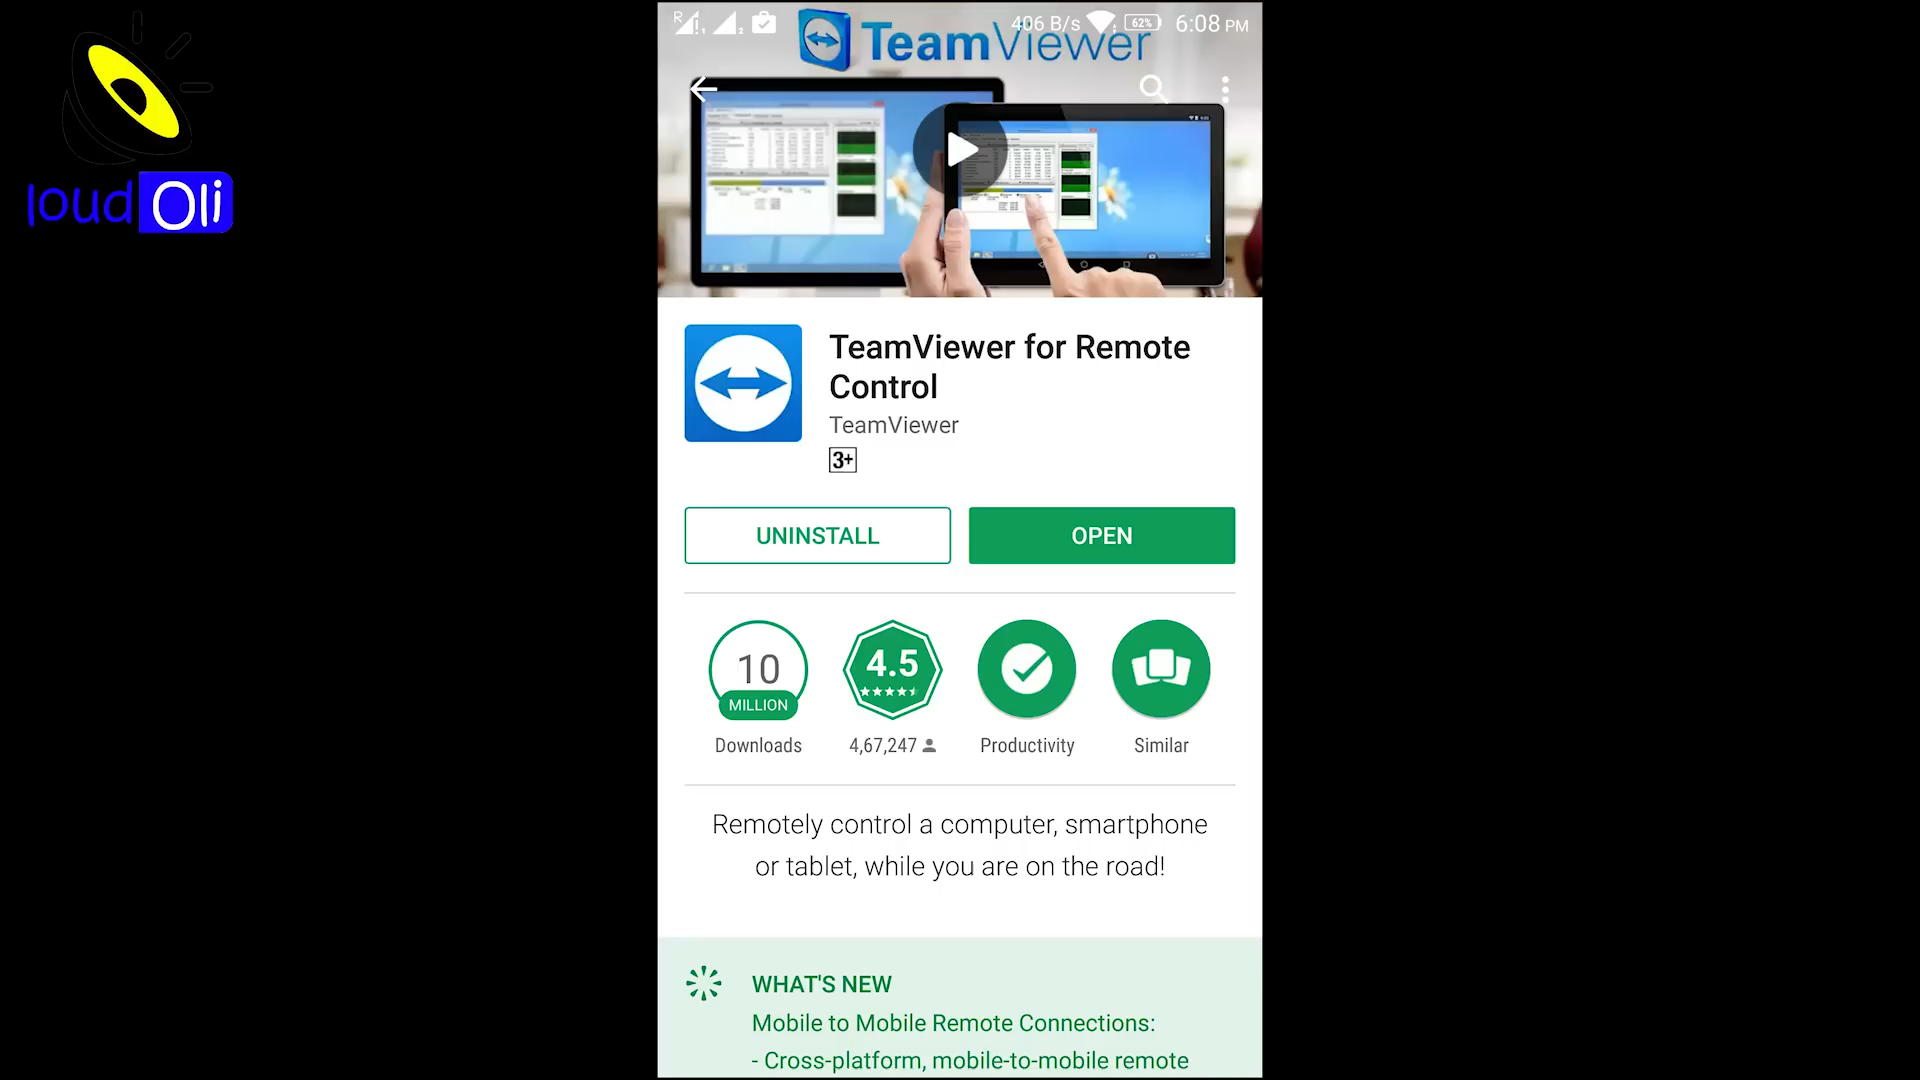 loud Oli
R 1 2 406 B/s 62% 6:08 PM
TeamViewer
TeamViewer for Remote
Control
TeamViewer
3+
UNINSTALL OPEN
10 MILLION 4.5
Downloads 4,67,247 Productivity Similar
Remotely control a computer, smartphone
or tablet, while you are on the road!
WHAT'S NEW
Mobile to Mobile Remote Connections:
- Cross-platform, mobile-to-mobile remote